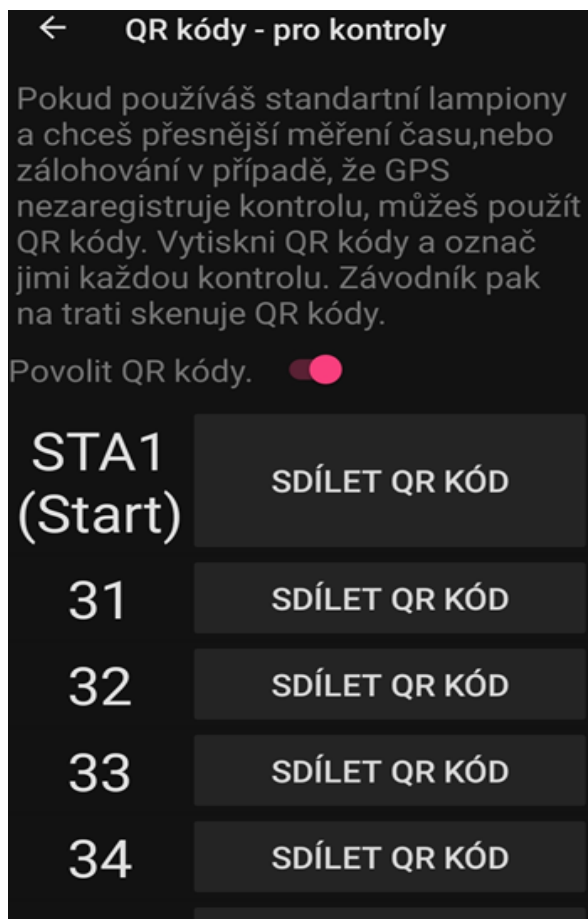 QR kódy - pro kontroly
Pokud používáš standartní lampiony
a chceš přesnější měření času,nebo
zálohování v případě, že GPS
nezaregistruje kontrolu, můžeš použít
QR kódy. Vytiskni QR kódy a označ
jimi každou kontrolu. Závodník pak
na trati skenuje QR kódy.
Povolit QR kódy.
STA1
(Start)
SDÍLET QR KÓD
31
SDÍLET QR KÓD
32
SDÍLET QR KÓD
33
SDÍLET QR KÓD
34
SDÍLET QR KÓD